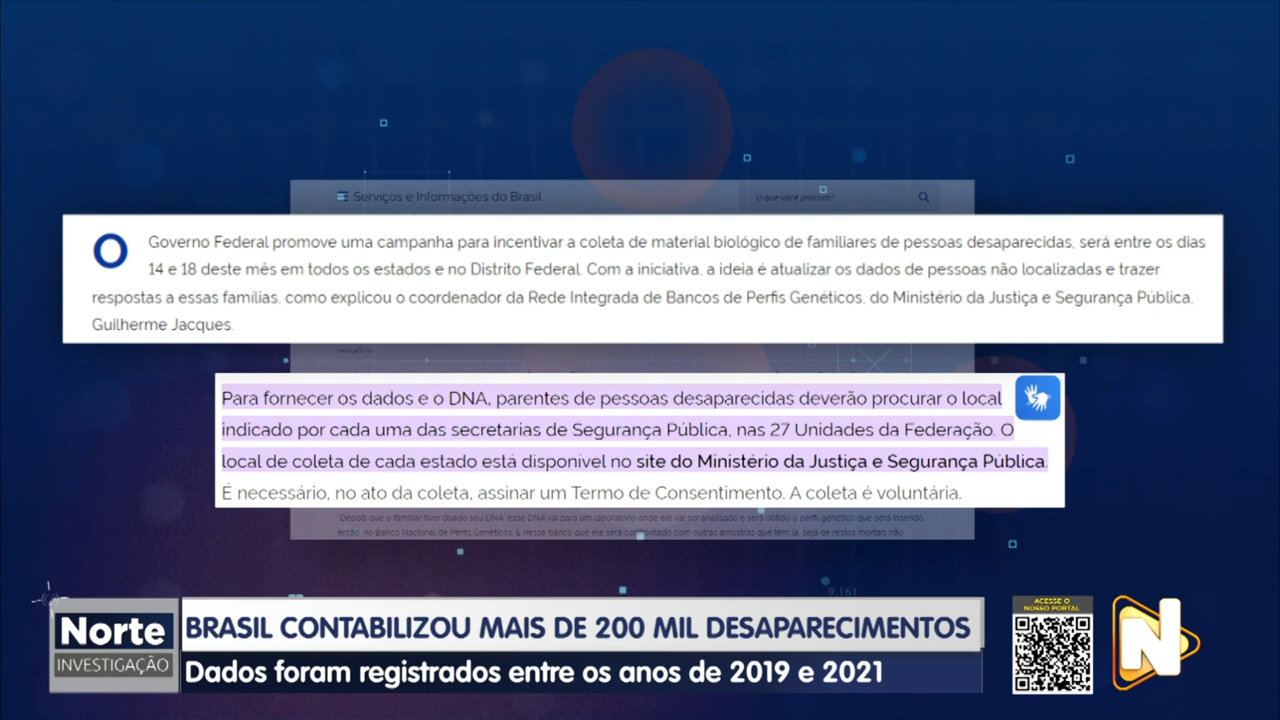 Serviços e Informações do Brasil
O que você procura?
O Governo Federal promove uma campanha para incentivar a coleta de material biológico de familiares de pessoas desaparecidas, será entre os dias
14 e 18 deste mês em todos os estados e no Distrito Federal. Com a iniciativa, a ideia é atualizar os dados de pessoas não localizadas e trazer
respostas a essas famílias, como explicou o coordenador da Rede Integrada de Bancos de Perfis Genéticos, do Ministério da Justiça e Segurança Pública,
Guilherme Jacques.
Para fornecer os dados e o DNA, parentes de pessoas desaparecidas deverão procurar o local
indicado por cada uma das secretarias de Segurança Pública, nas 27 Unidades da Federação. O
local de coleta de cada estado está disponível no site do Ministério da Justiça e Segurança Pública.
É necessário, no ato da coleta, assinar um Termo de Consentimento. A coleta é voluntária.
Depois que o familiar tiver doado seu DNA, esse DNA vai para um laboratório onde ele vai ser analisado e será obtido o perfil genético que será inserido,
então, no Banco Nacional de Perfis Genéticos. E nesse banco que ele será confrontado com outras amostras que têm lá, seja de restos mortais não
9.161
Norte
INVESTIGAÇÃO
BRASIL CONTABILIZOU MAIS DE 200 MIL DESAPARECIMENTOS
Dados foram registrados entre os anos de 2019 e 2021
ACESSE O
NOSSO PORTAL
N